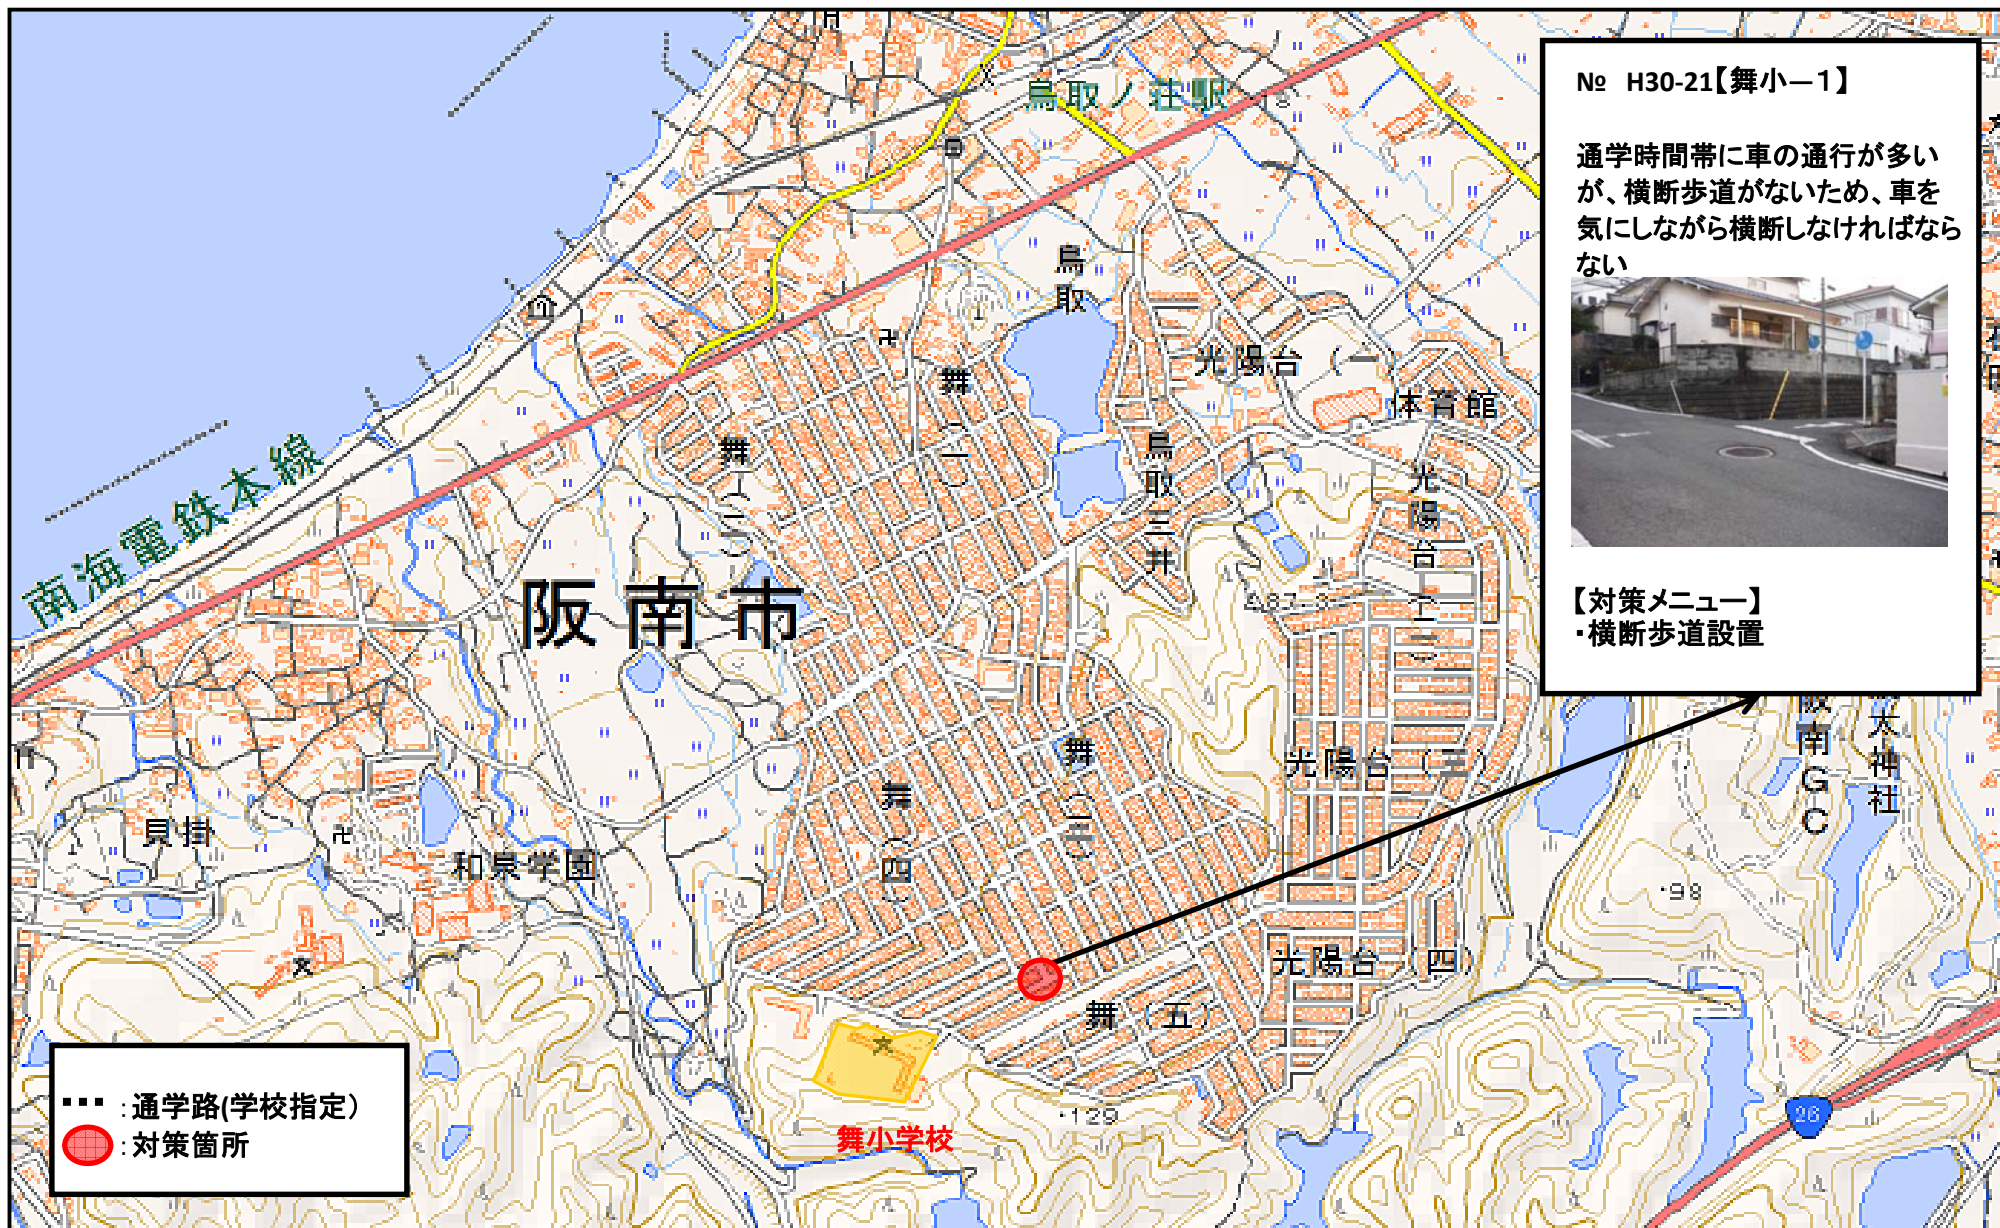 № H30-21【舞小―1】
通学時間帯に車の通行が多い
が、横断歩道がないため、車を
気にしながら横断しなければなら
ない
【対策メニュー】
・横断歩道設置
鳥取ノ荘駅
鳥取
光陽台（一）
体育館
舞（一）
舞（二）
鳥取三井
光陽台（二）
南海電鉄本線
阪南市
舞（三）
舞（四）
光陽台（三）
阪南GC
太神社
貝掛
和泉学園
・98
光陽台（四）
舞（五）
・129
26
舞小学校
：通学路(学校指定）
：対策箇所